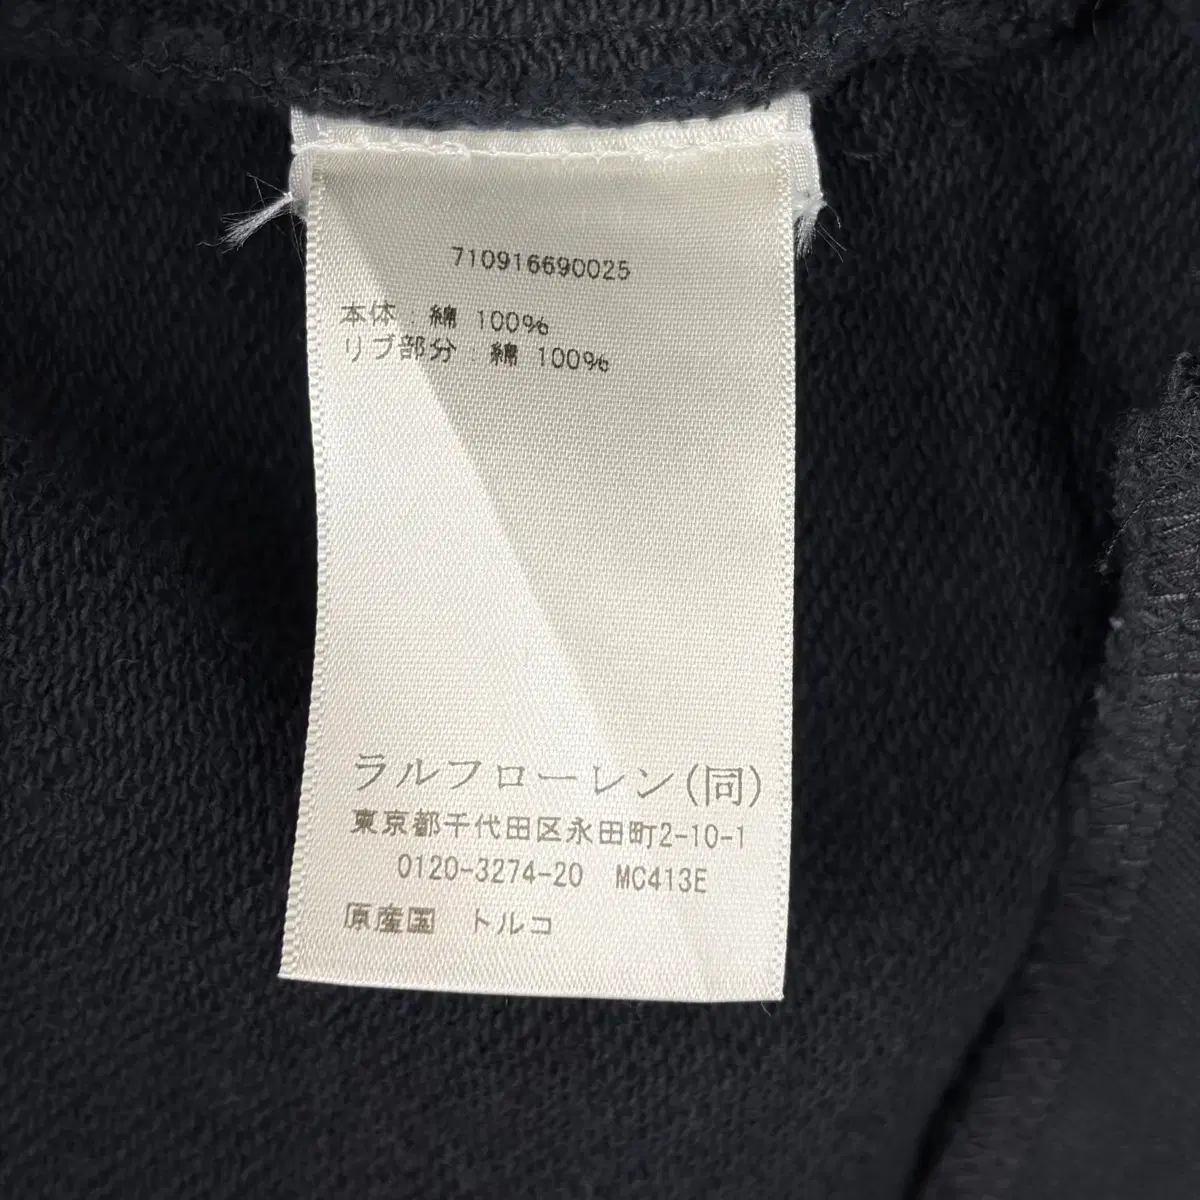 710916690025
本体：綿 100%
リブ部分：綿 100%
ラルフローレン(同)
東京都千代田区永田町2-10-1
0120-3274-20 MC413E
原産国 トルコ